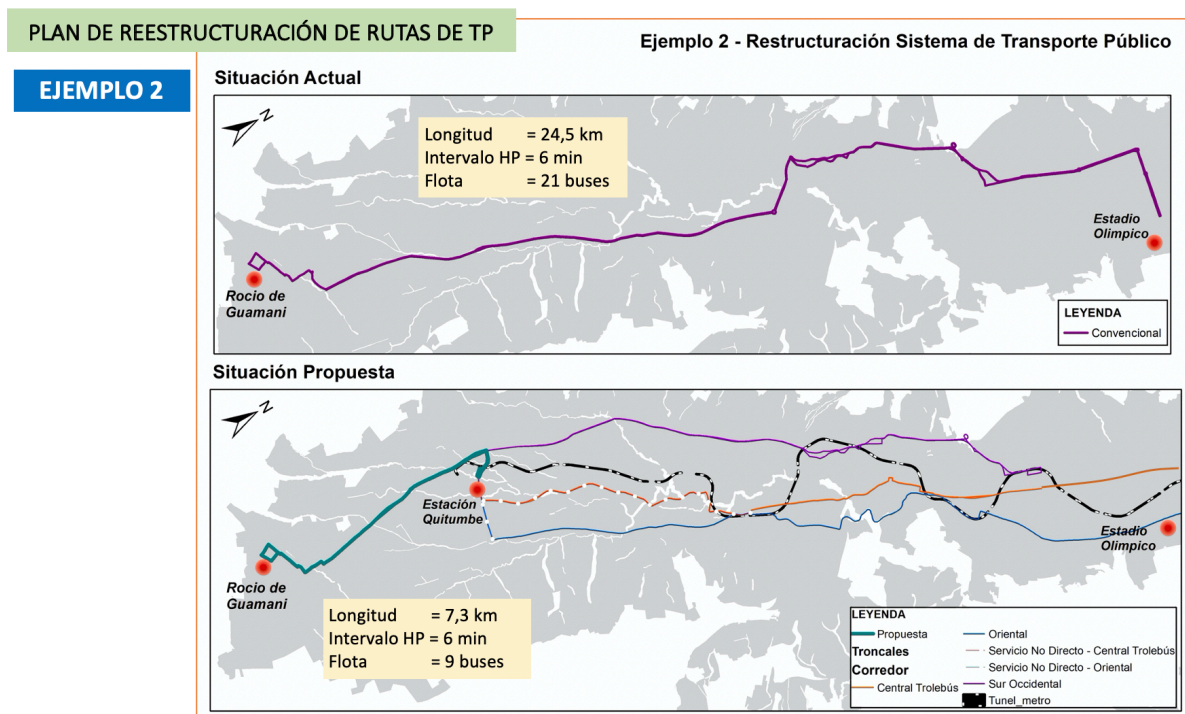 PLAN DE REESTRUCTURACIÓN DE RUTAS DE TP
EJEMPLO 2
Ejemplo 2 - Restructuración Sistema de Transporte Público
Situación Actual
N
Longitud = 24,5 km
Intervalo HP = 6 min
Flota = 21 buses
Rocio de
Guamani
Estadio
Olimpico
LEYENDA
Convencional
Situación Propuesta
N
Estación
Quitumbe
Rocio de
Guamani
Estadio
Olimpico
Longitud = 7,3 km
Intervalo HP = 6 min
Flota = 9 buses
LEYENDA
Propuesta
Troncales
Corredor
Central Trolebús
Oriental
Servicio No Directo - Central Trolebús
Servicio No Directo - Oriental
Sur Occidental
Tunel_metro